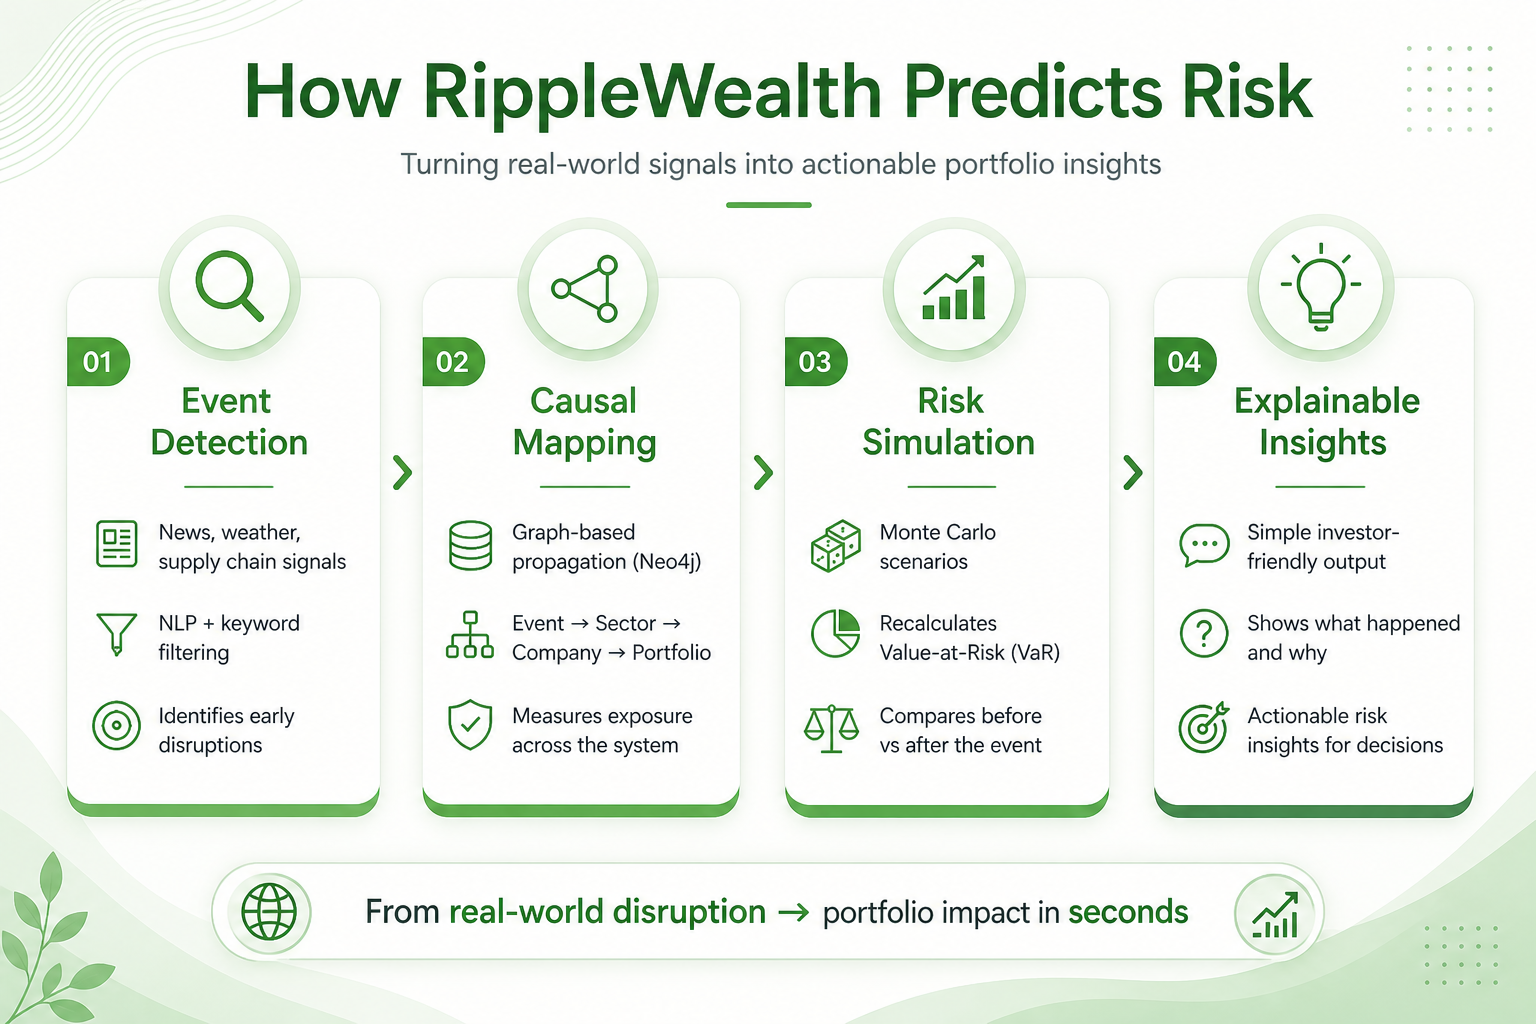 How RippleWealth Predicts Risk
Turning real-world signals into actionable portfolio insights
01
Event
Detection
News, weather,
supply chain signals
NLP + keyword
filtering
Identifies early
disruptions
02
Causal
Mapping
Graph-based
propagation (Neo4j)
Event → Sector →
Company → Portfolio
Measures exposure
across the system
03
Risk
Simulation
Monte Carlo
scenarios
Recalculates
Value-at-Risk (VaR)
Compares before
vs after the event
04
Explainable
Insights
Simple investor-
friendly output
Shows what happened
and why
Actionable risk
insights for decisions
From real-world disruption → portfolio impact in seconds